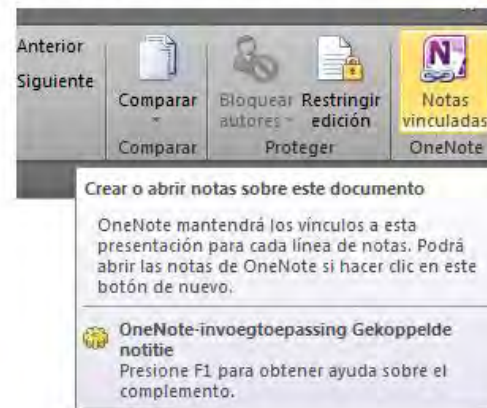 Anterior
Siguiente
Comparar
Bloquear autores
Restringir edición
Notas vinculadas
Comparar
Proteger
OneNote
Crear o abrir notas sobre este documento
OneNote mantendrá los vínculos a esta
presentación para cada línea de notas. Podrá
abrir las notas de OneNote si hacer clic en este
botón de nuevo.
OneNote-invoegtoepassing Gekoppelde
notitie
Presione F1 para obtener ayuda sobre el
complemento.